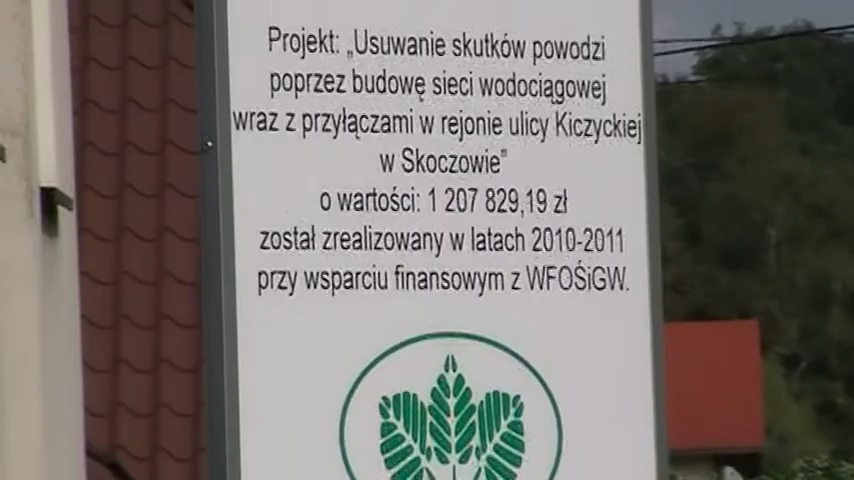 Projekt: „Usuwanie skutków powodzi
poprzez budowę sieci wodociągowej
wraz z przyłączami w rejonie ulicy Kiczyckiej
w Skoczowie”
o wartości: 1 207 829,19 zł
został zrealizowany w latach 2010-2011
przy wsparciu finansowym z WFOŚiGW.